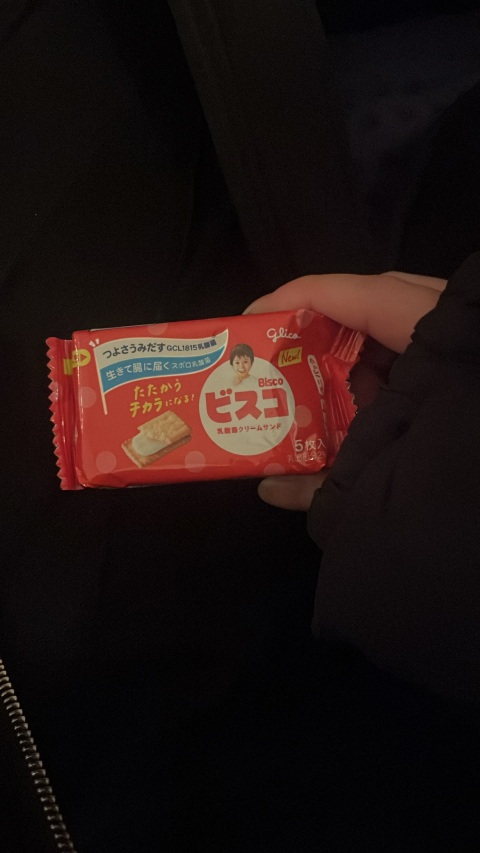 つよさうみだす GCL1815乳酸菌
生きて腸に届く スポロ乳酸菌
たたかう
チカラになる!
Glico
New!
Bisco
ビスコ
乳酸菌クリームサンド
5枚入